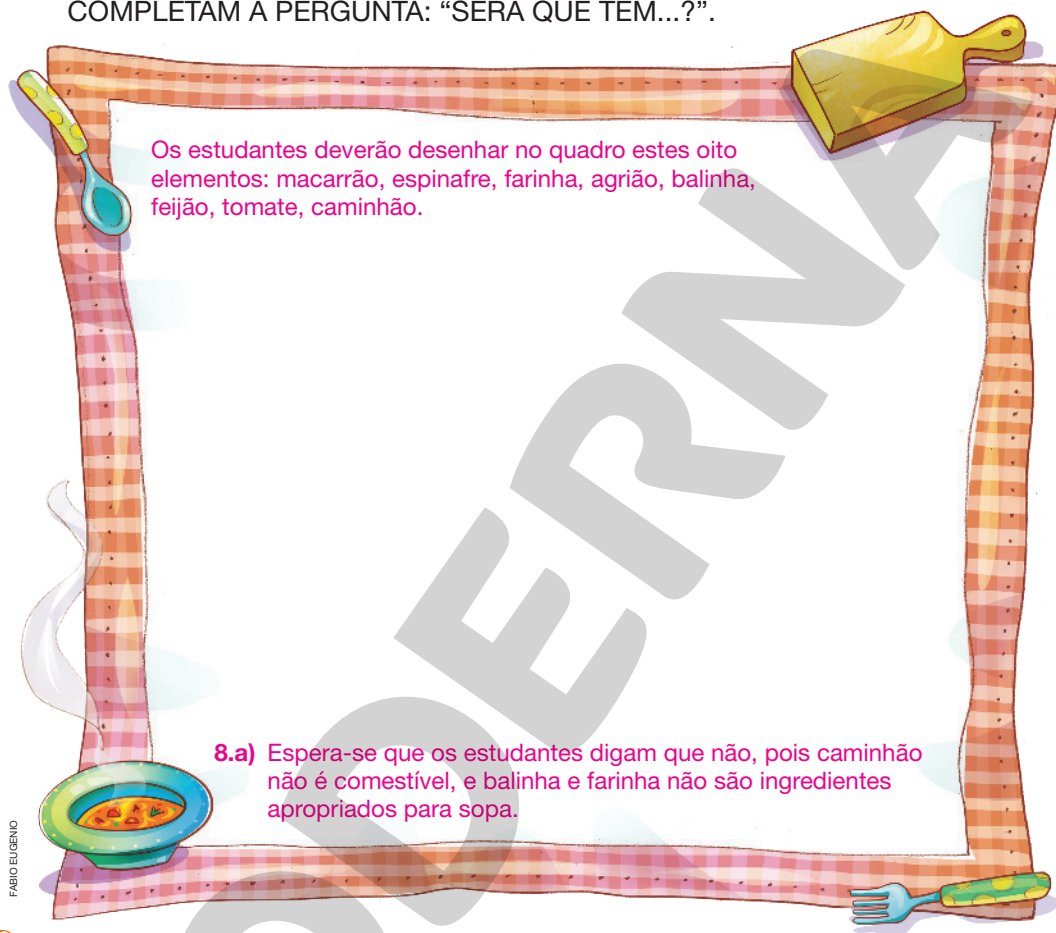 COMPLETAM A PERGUNTA: “SERÁ QUE TEM...?”.
Os estudantes deverão desenhar no quadro estes oito
elementos: macarrão, espinafre, farinha, agrião, balinha,
feijão, tomate, caminhão.
8.a) Espera-se que os estudantes digam que não, pois caminhão
não é comestível, e balinha e farinha não são ingredientes
apropriados para sopa.
FABIO EUGENIO
ODERNA